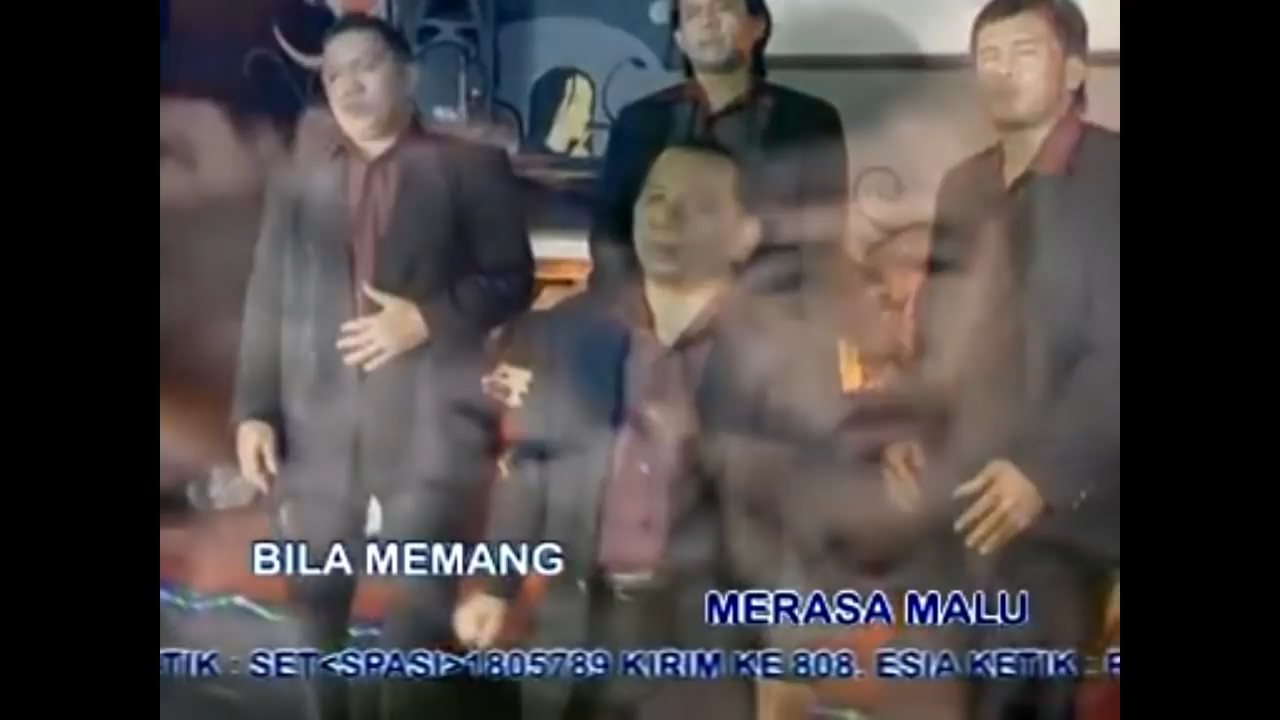 BILA MEMANG
MERASA MALU
TIK : SET<SPASI>1805789 KIRIM KE 808. ESIA KETIK :